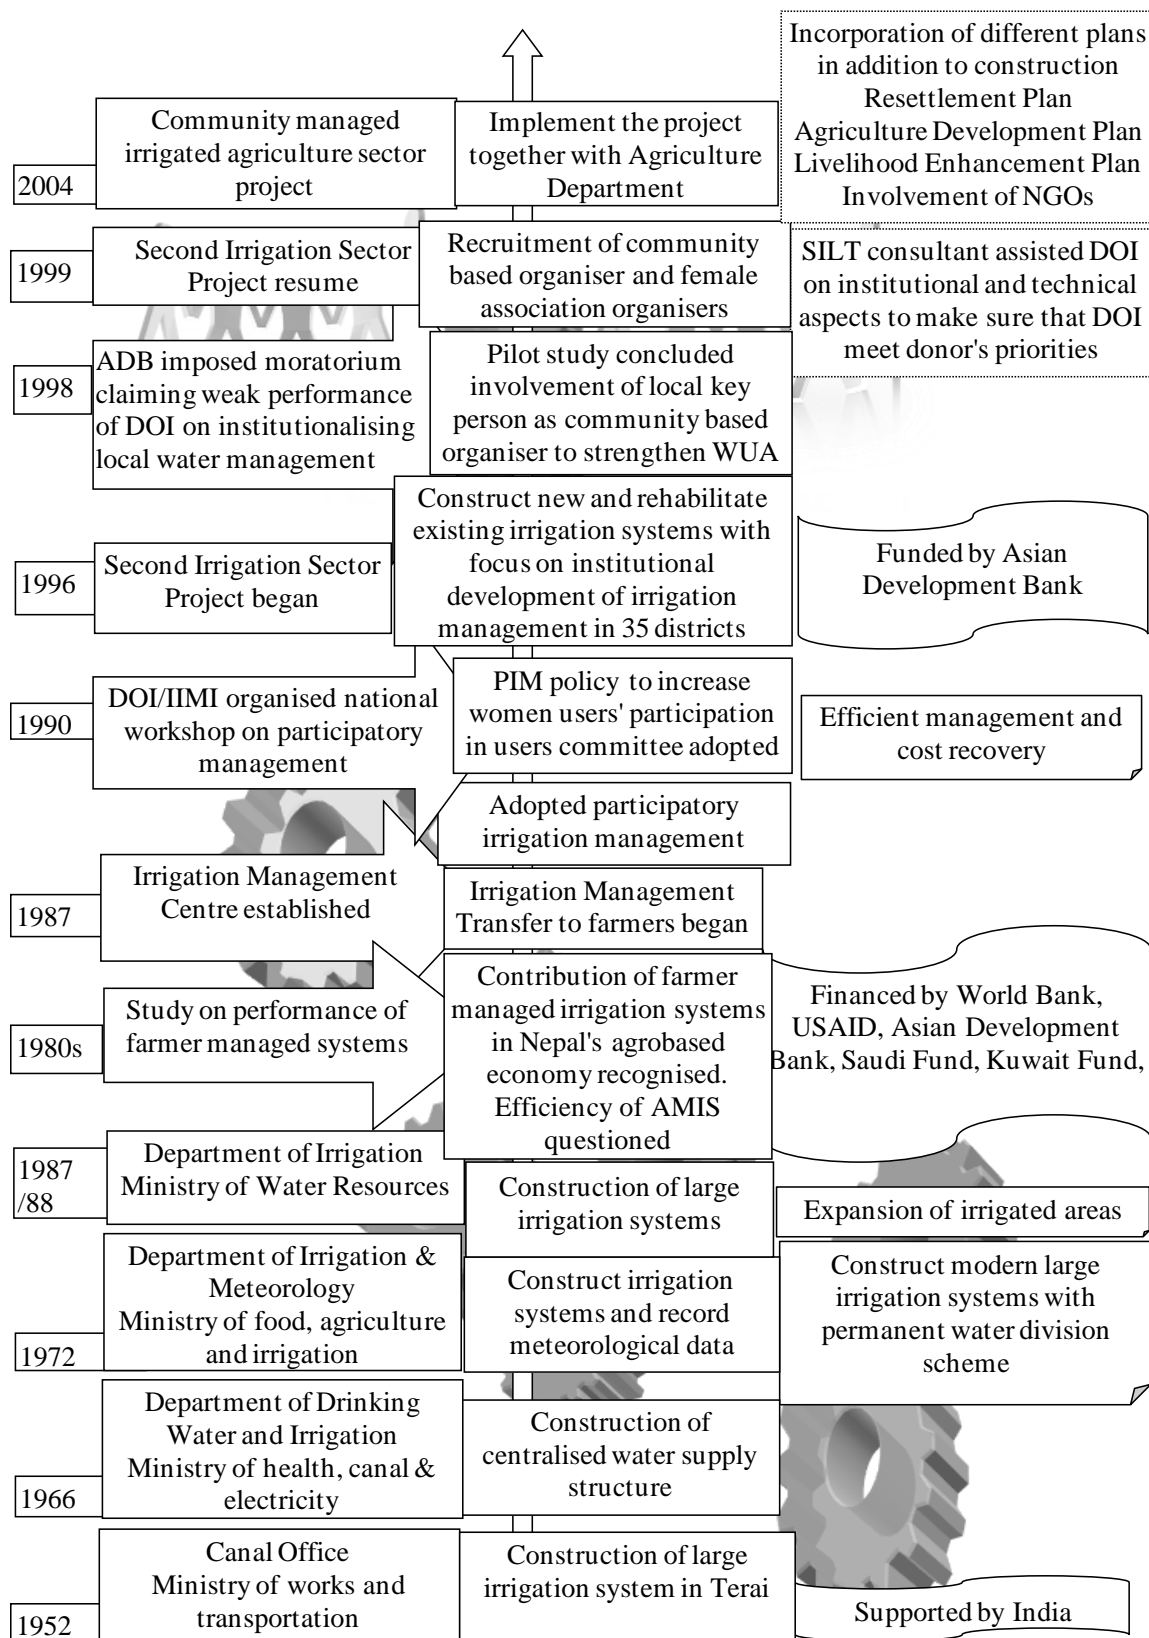 Incorporation of different plans
in addition to construction
Resettlement Plan
Agriculture Development Plan
Livelihood Enhancement Plan
Involvement of NGOs
2004
Community managed
irrigated agriculture sector
project
Implement the project
together with Agriculture
Department
1999
Second Irrigation Sector
Project resume
Recruitment of community
based organiser and female
association organisers
SILT consultant assisted DOI
on institutional and technical
aspects to make sure that DOI
meet donor's priorities
1998
ADB imposed moratorium
claiming weak performance
of DOI on institutionalising
local water management
Pilot study concluded
involvement of local key
person as community based
organiser to strengthen WUA
1996
Second Irrigation Sector
Project began
Construct new and rehabilitate
existing irrigation systems with
focus on institutional
development of irrigation
management in 35 districts
Funded by Asian
Development Bank
1990
DOI/IIMI organised national
workshop on participatory
management
PIM policy to increase
women users' participation
in users committee adopted
Efficient management and
cost recovery
Adopted participatory
irrigation management
1987
Irrigation Management
Centre established
Irrigation Management
Transfer to farmers began
1980s
Study on performance of
farmer managed systems
Contribution of farmer
managed irrigation systems
in Nepal's agrobased
economy recognised.
Efficiency of AMIS
questioned
Financed by World Bank,
USAID, Asian Development
Bank, Saudi Fund, Kuwait Fund,
1987
/88
Department of Irrigation
Ministry of Water Resources
Construction of large
irrigation systems
Expansion of irrigated areas
1972
Department of Irrigation &
Meteorology
Ministry of food, agriculture
and irrigation
Construct irrigation
systems and record
meteorological data
Construct modern large
irrigation systems with
permanent water division
scheme
1966
Department of Drinking
Water and Irrigation
Ministry of health, canal &
electricity
Construction of
centralised water supply
structure
1952
Canal Office
Ministry of works and
transportation
Construction of large
irrigation system in Terai
Supported by India